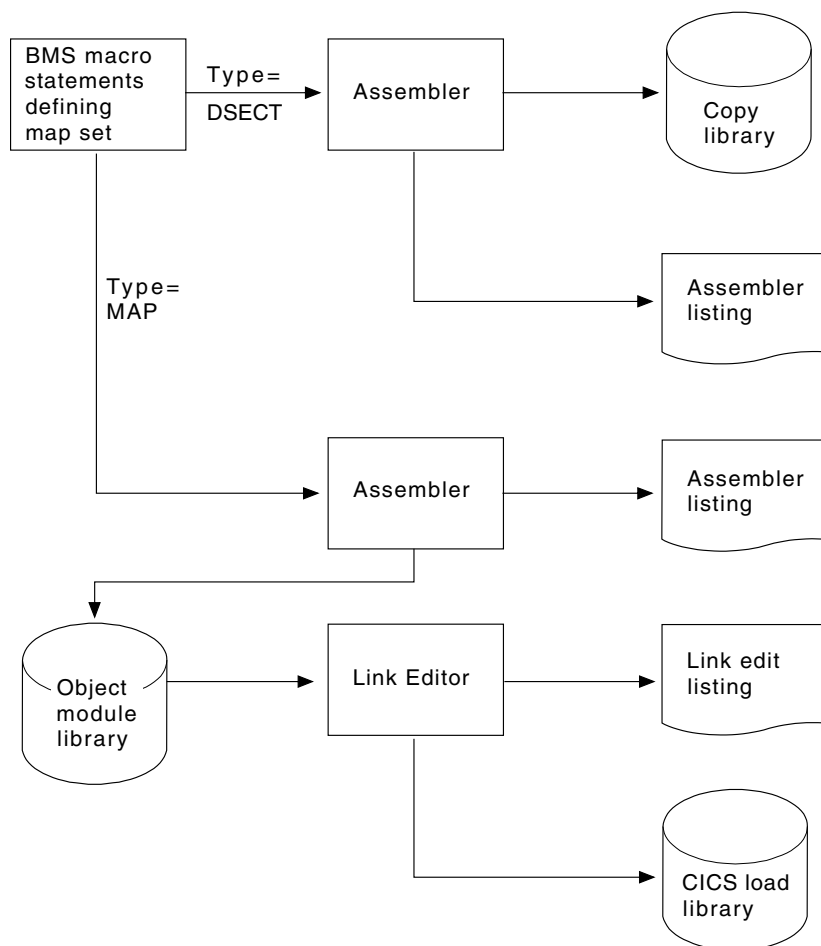 BMS macro
statements
defining
map set
Type=
DSECT
Assembler
Copy
library
Assembler
listing
Type=
MAP
Assembler
Assembler
listing
Object
module
library
Link Editor
Link edit
listing
CICS load
library